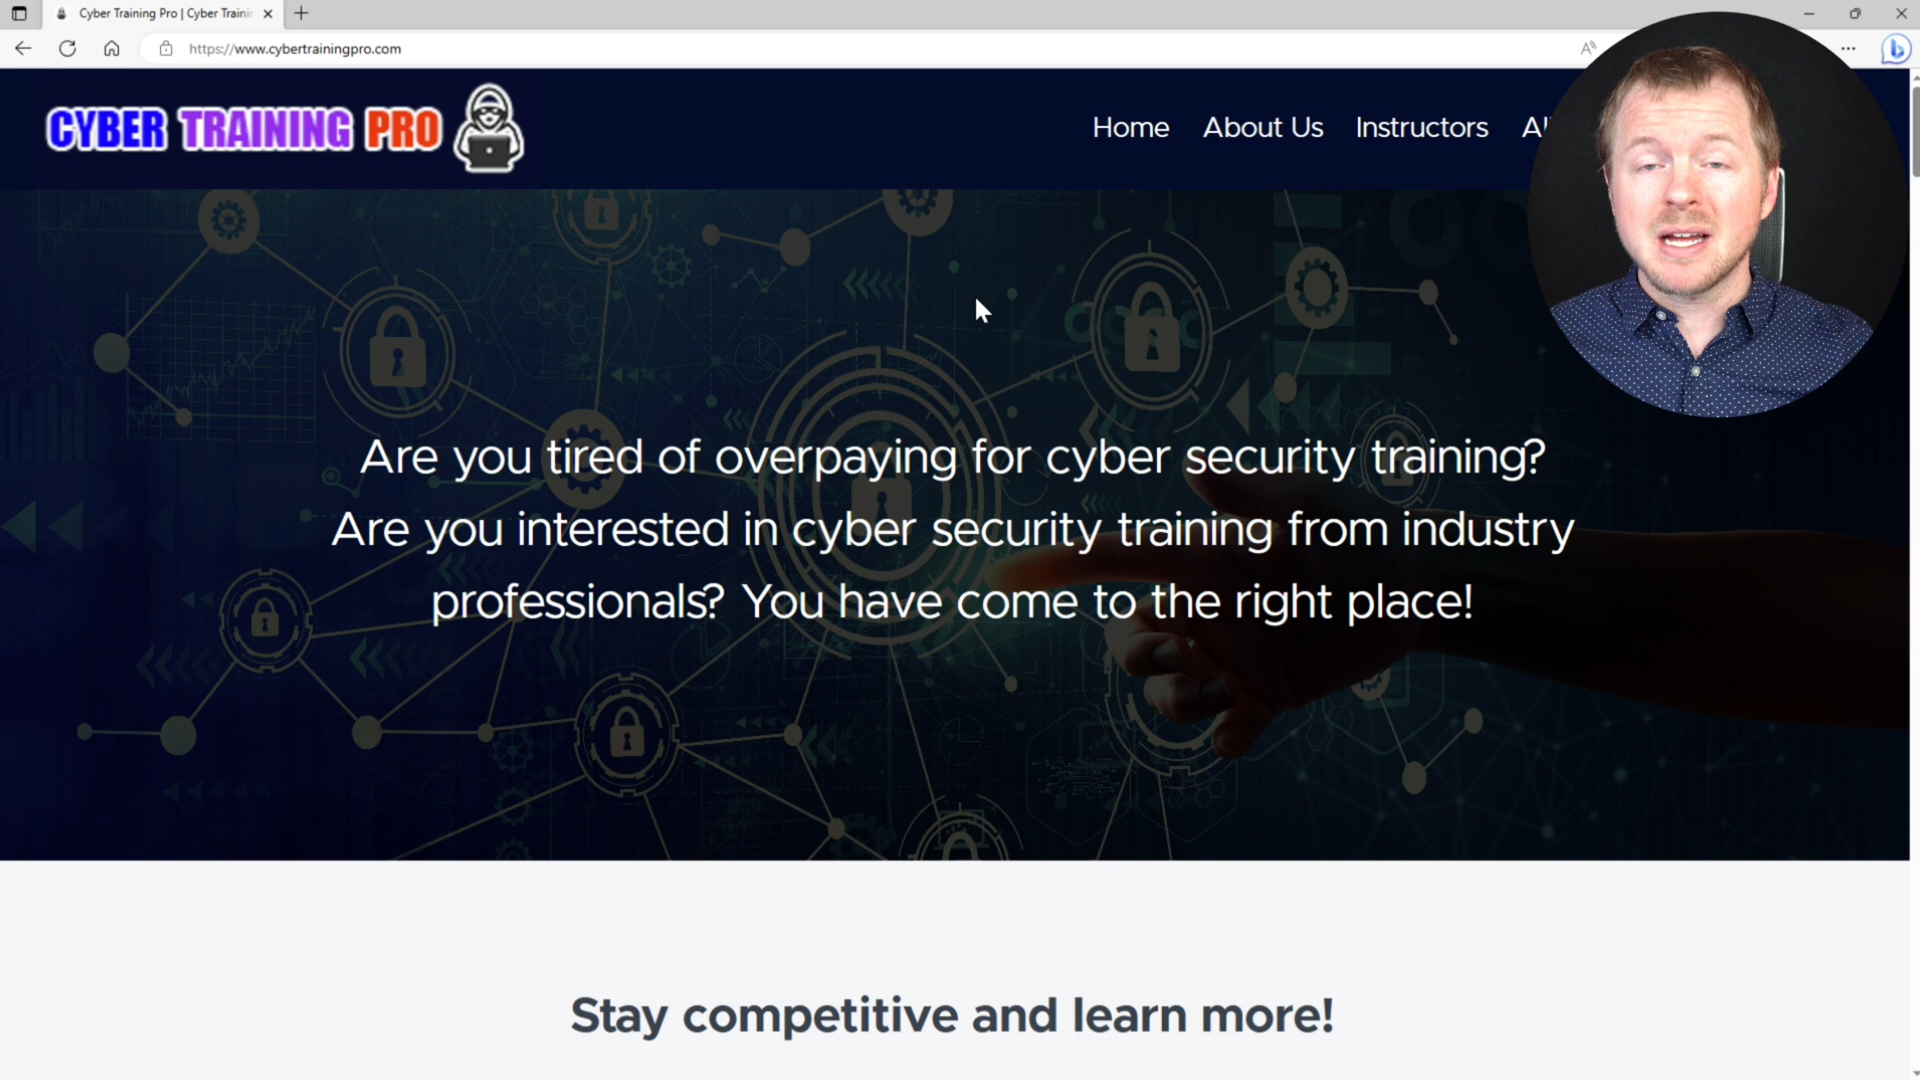 Cyber Training Pro | Cyber Traini
https://www.cybertrainingpro.com
CYBER TRAINING PRO
Home About Us Instructors
Are you tired of overpaying for cyber security training?
Are you interested in cyber security training from industry
professionals? You have come to the right place!
Stay competitive and learn more!